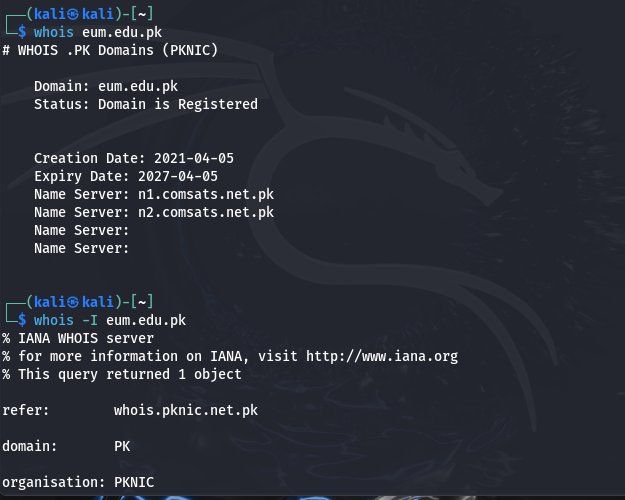 ┌──(kali㉿kali)-[~]
└─$ whois eum.edu.pk
# WHOIS .PK Domains (PKNIC)
Domain: eum.edu.pk
Status: Domain is Registered
Creation Date: 2021-04-05
Expiry Date: 2027-04-05
Name Server: n1.comsats.net.pk
Name Server: n2.comsats.net.pk
Name Server:
Name Server:
┌──(kali㉿kali)-[~]
└─$ whois -I eum.edu.pk
% IANA WHOIS server
% for more information on IANA, visit http://www.iana.org
% This query returned 1 object
refer:        whois.pknic.net.pk
domain:       PK
organisation: PKNIC